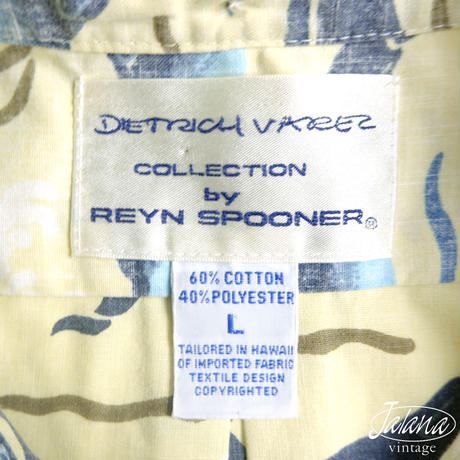 DIETRICH VAREZ
COLLECTION
by
REYN SPOONER®
60% COTTON
40% POLYESTER
L
TAILORED IN HAWAII
OF IMPORTED FABRIC
TEXTILE DESIGN
COPYRIGHTED
Jalana
vintage